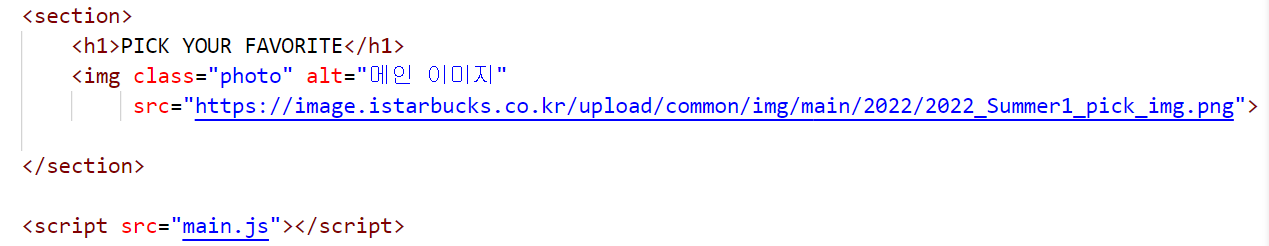 <section>
<h1>PICK YOUR FAVORITE</h1>
<img class="photo" alt="메인 이미지"
src="https://image.istarbucks.co.kr/upload/common/img/main/2022/2022_Summer1_pick_img.png">
</section>
<script src="main.js"></script>